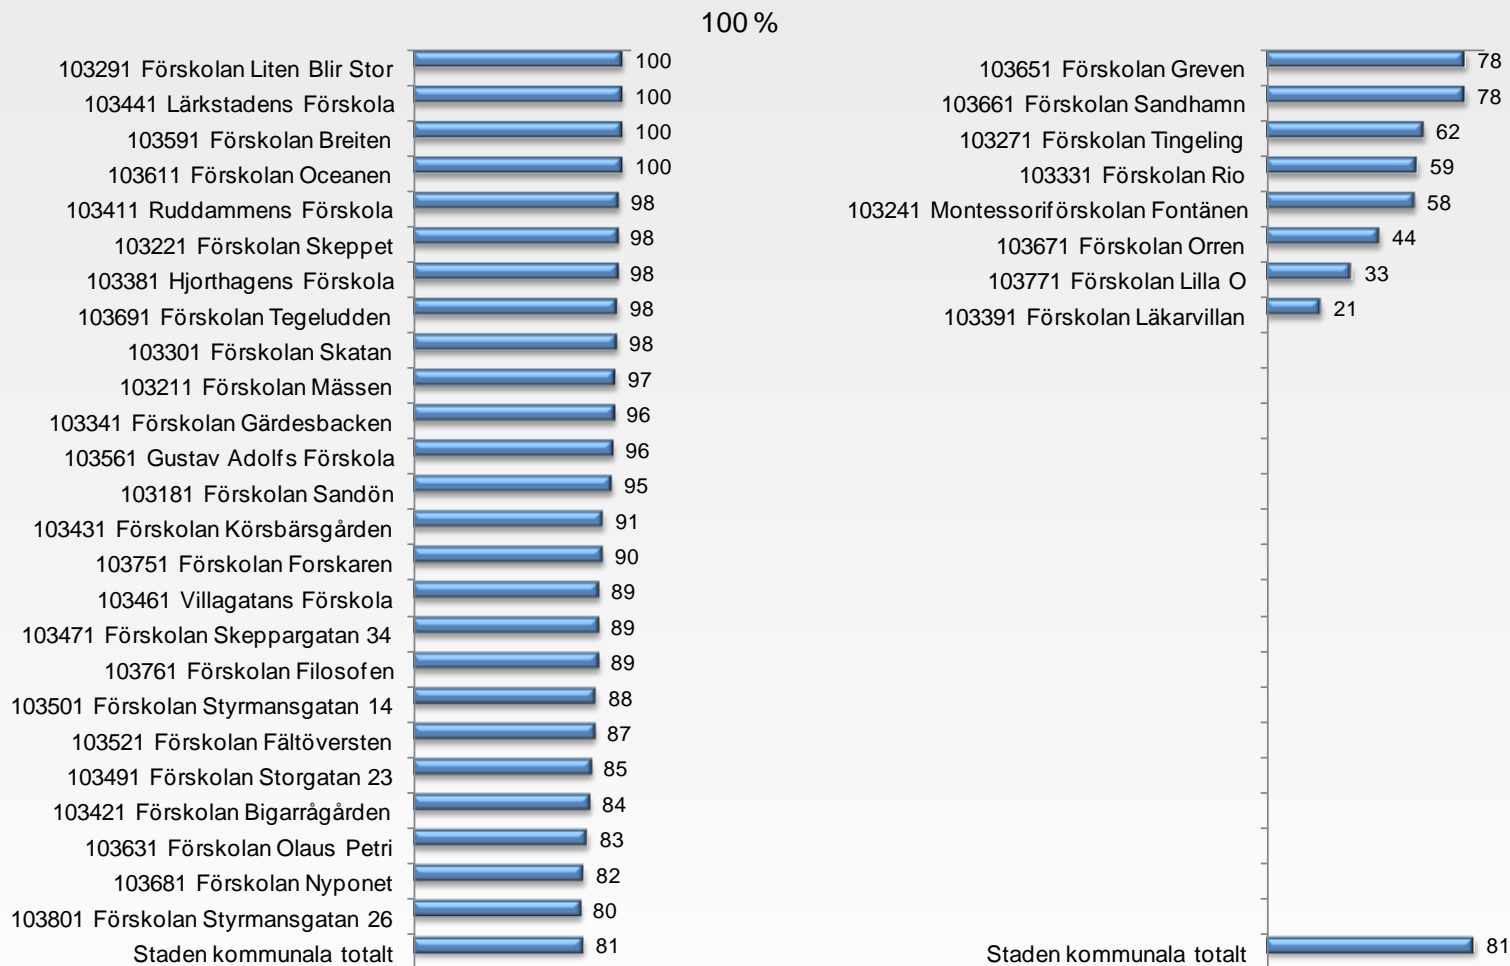 100 %
103291 Förskolan Liten Blir Stor 100
103441 Lärkstadens Förskola 100
103591 Förskolan Breiten 100
103611 Förskolan Oceanen 100
103411 Ruddammens Förskola 98
103221 Förskolan Skeppet 98
103381 Hjorthagens Förskola 98
103691 Förskolan Tegeludden 98
103301 Förskolan Skatan 98
103211 Förskolan Mässen 97
103341 Förskolan Gärdesbacken 96
103561 Gustav Adolfs Förskola 96
103181 Förskolan Sandön 95
103431 Förskolan Körsbärsgården 91
103751 Förskolan Forskaren 90
103461 Villagatans Förskola 89
103471 Förskolan Skeppargatan 34 89
103761 Förskolan Filosofen 89
103501 Förskolan Styrmansgatan 14 88
103521 Förskolan Fältöversten 87
103491 Förskolan Storgatan 23 85
103421 Förskolan Bigarrågården 84
103631 Förskolan Olaus Petri 83
103681 Förskolan Nyponet 82
103801 Förskolan Styrmansgatan 26 80
Staden kommunala totalt 81
103651 Förskolan Greven 78
103661 Förskolan Sandhamn 78
103271 Förskolan Tingeling 62
103331 Förskolan Rio 59
103241 Montessoriförskolan Fontänen 58
103671 Förskolan Orren 44
103771 Förskolan Lilla O 33
103391 Förskolan Läkarvillan 21
Staden kommunala totalt 81